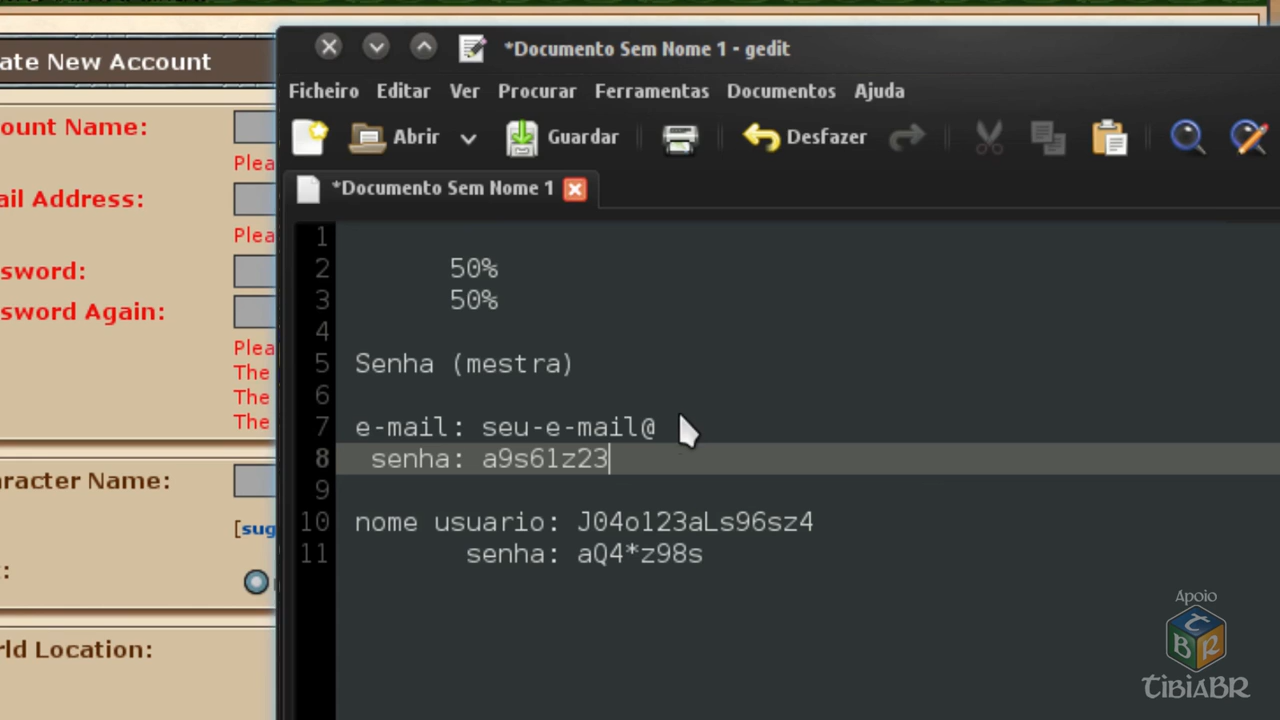 ate New Account
ount Name:
Plea
ail Address:
Plea
sword:
sword Again:
Plea
The
The
The
aracter Name:
[sug
:
rld Location:
*Documento Sem Nome 1 - gedit
Ficheiro Editar Ver Procurar Ferramentas Documentos Ajuda
Abrir Guardar Desfazer
*Documento Sem Nome 1
1
2 50%
3 50%
4
5 Senha (mestra)
6
7 e-mail: seu-e-mail@
8 senha: a9s61z23
9
10 nome usuario: J04o123aLs96sz4
11 senha: aQ4*z98s
Apoio
TBR
TIBIABR